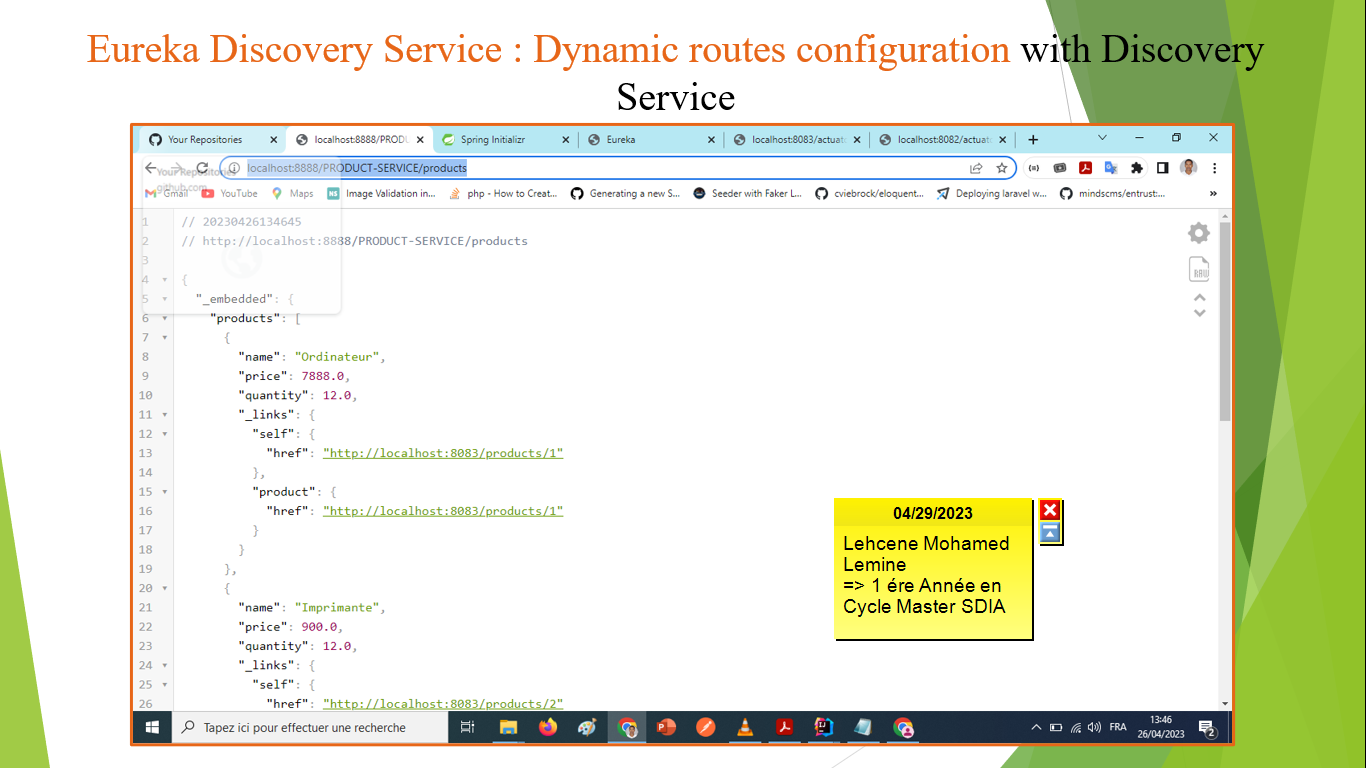 Eureka Discovery Service : Dynamic routes configuration with Discovery
Service
Your Repositories
localhost:8888/PRODU
Spring Initializr
Eureka
localhost:8083/actuato
localhost:8082/actuato
localhost:8888/PRODUCT-SERVICE/products
Your Repositories
github.com
Gmail
YouTube
Maps
Image Validation in...
php - How to Creat...
Generating a new S...
Seeder with Faker L...
cviebrock/eloquent...
Deploying laravel w...
mindscms/entrust:...
»
1 // 20230426134645
2 // http://localhost:8888/PRODUCT-SERVICE/products
3
4 {
5 "_embedded": {
6 "products": [
7 {
8 "name": "Ordinateur",
9 "price": 7888.0,
10 "quantity": 12.0,
11 "_links": {
12 "self": {
13 "href": "http://localhost:8083/products/1"
14 },
15 "product": {
16 "href": "http://localhost:8083/products/1"
17 }
18 }
19 },
20 {
21 "name": "Imprimante",
22 "price": 900.0,
23 "quantity": 12.0,
24 "_links": {
25 "self": {
26 "href": "http://localhost:8083/products/2"
RAW
04/29/2023
Lehcene Mohamed
Lemine
=> 1 ére Année en
Cycle Master SDIA
Tapez ici pour effectuer une recherche
FRA
13:46
26/04/2023
2